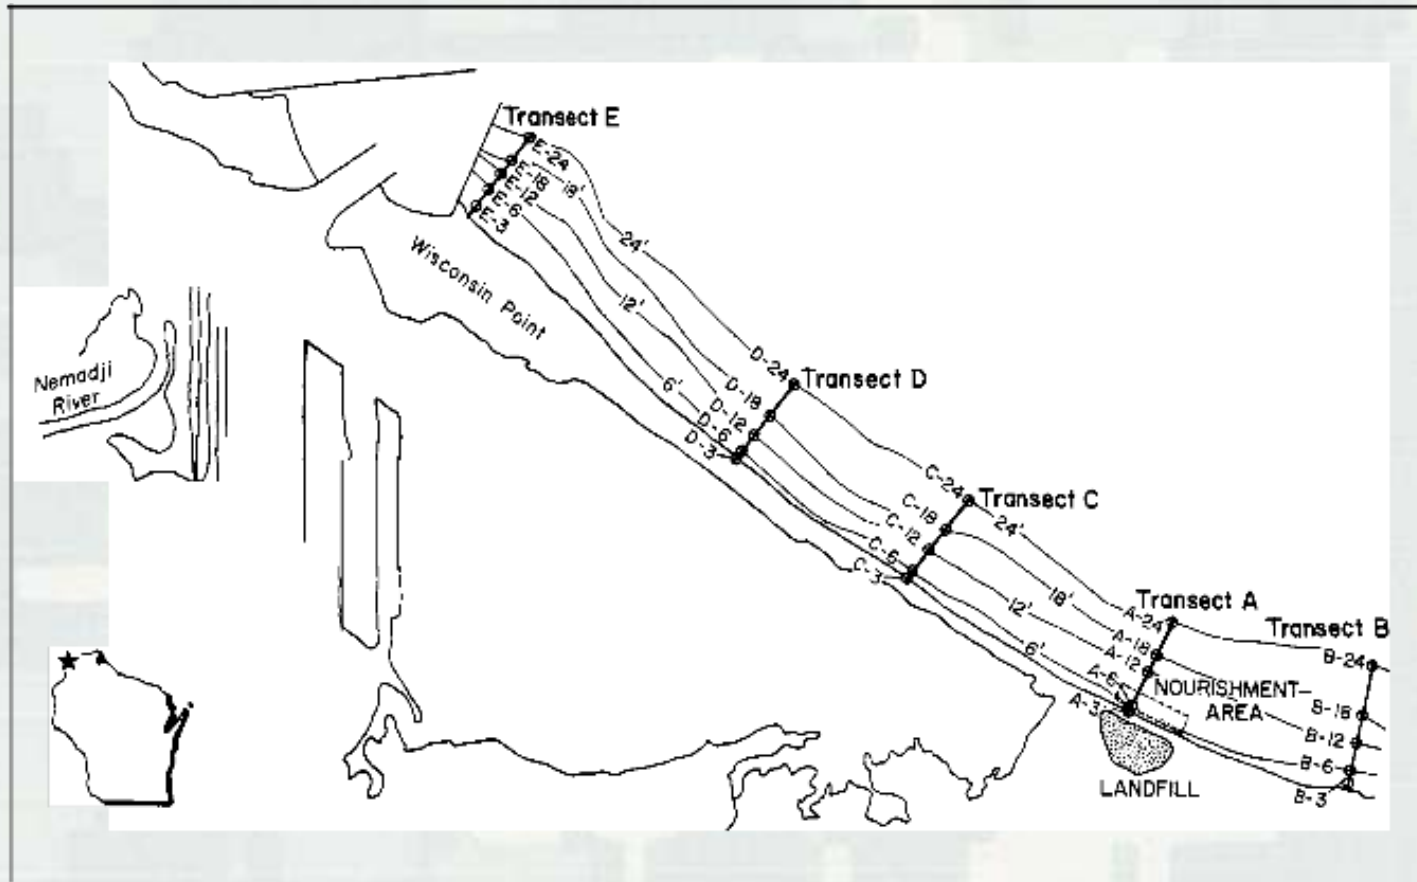 Transect E
E-24
E-18
E-12
E-6
E-3
18'
24'
12'
6'
Wisconsin Point
Nemadji
River
D-24
Transect D
D-18
D-12
D-6
D-3
C-24
Transect C
C-18
C-12
C-6
C-3
24'
18'
12'
6'
Transect A
A-24
A-18
A-12
A-6
A-3
Transect B
B-24
B-18
B-12
B-6
B-3
NOURISHMENT
AREA
LANDFILL